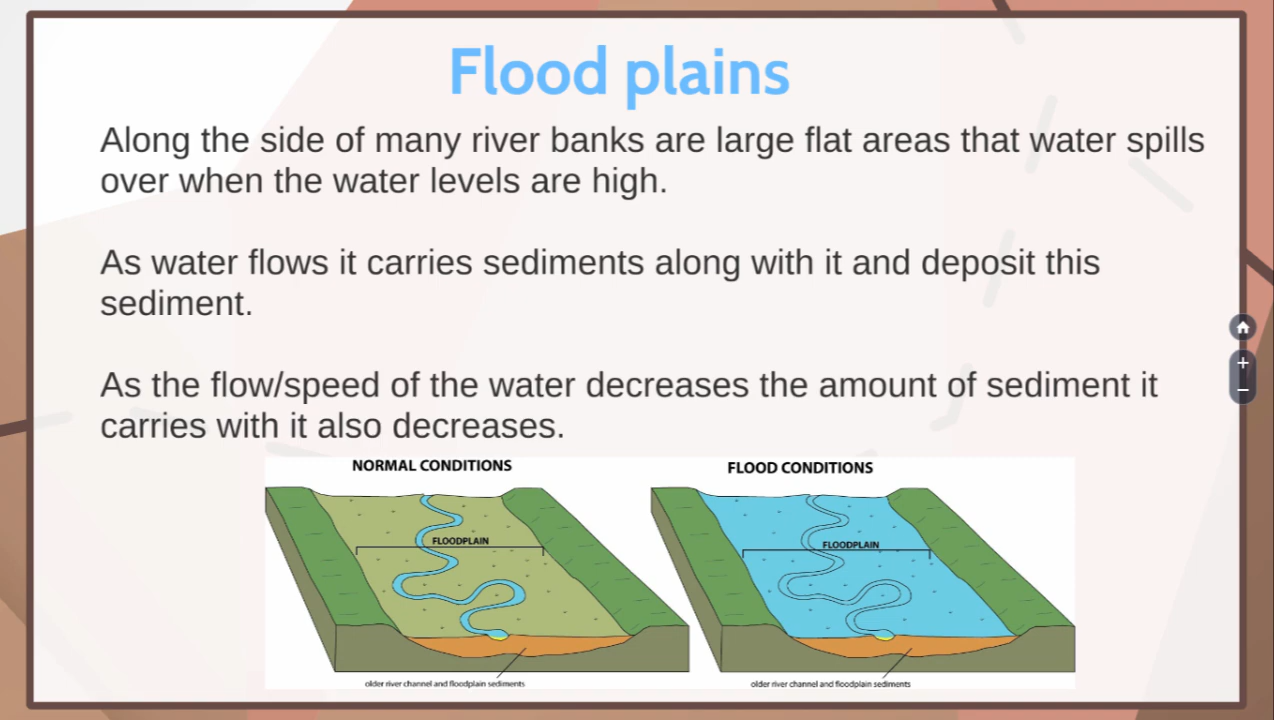 Flood plains
Along the side of many river banks are large flat areas that water spills
over when the water levels are high.
As water flows it carries sediments along with it and deposit this
sediment.
As the flow/speed of the water decreases the amount of sediment it
carries with it also decreases.
NORMAL CONDITIONS
FLOODPLAIN
older river channel and floodplain sediments
FLOOD CONDITIONS
FLOODPLAIN
older river channel and floodplain sediments